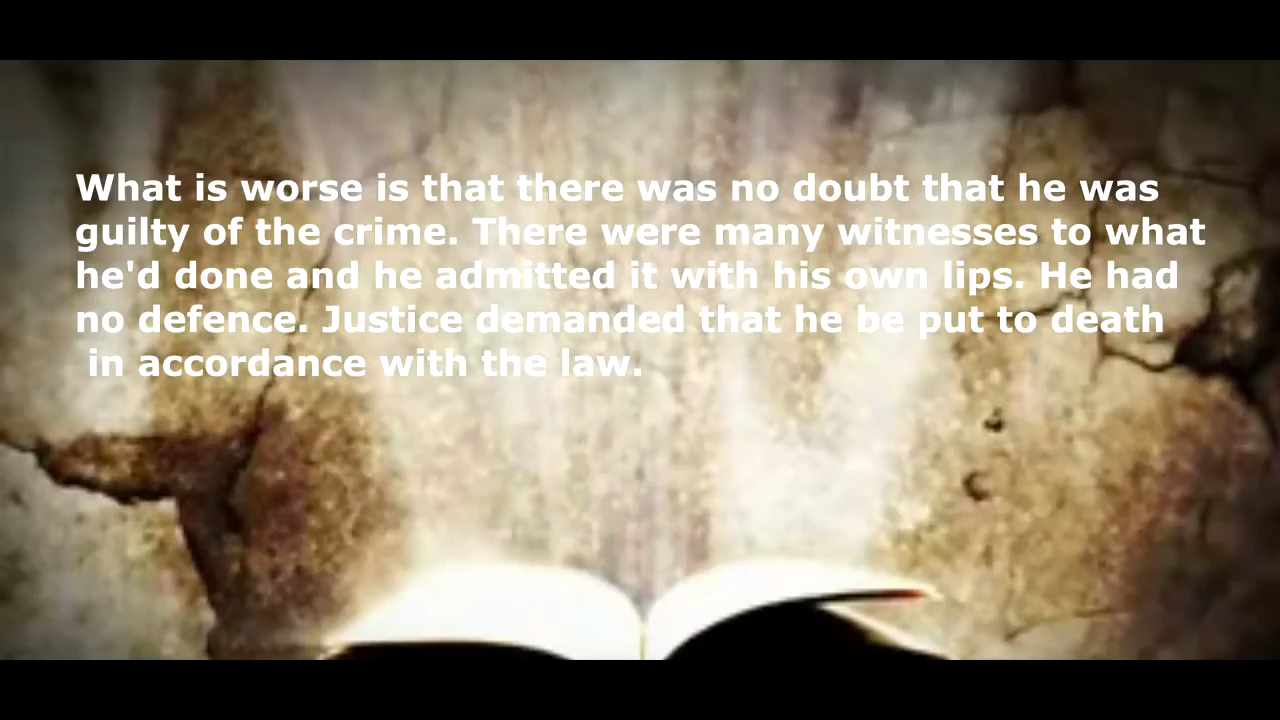 What is worse is that there was no doubt that he was
guilty of the crime. There were many witnesses to what
he'd done and he admitted it with his own lips. He had
no defence. Justice demanded that he be put to death
in accordance with the law.